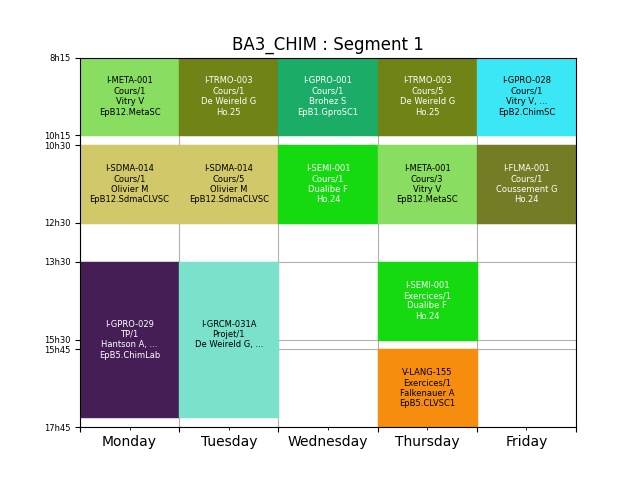 BA3_CHIM : Segment 1
8h15
10h15
10h30
12h30
13h30
15h30
15h45
17h45
I-META-001
Cours/1
Vitry V
EpB12.MetaSC
I-TRMO-003
Cours/1
De Weireld G
Ho.25
I-GPRO-001
Cours/1
Brohez S
EpB1.GproSC1
I-TRMO-003
Cours/5
De Weireld G
Ho.25
I-GPRO-028
Cours/1
Vitry V, ...
EpB2.ChimSC
I-SDMA-014
Cours/1
Olivier M
EpB12.SdmaCLVSC
I-SDMA-014
Cours/5
Olivier M
EpB12.SdmaCLVSC
I-SEMI-001
Cours/1
Dualibe F
Ho.24
I-META-001
Cours/3
Vitry V
EpB12.MetaSC
I-FLMA-001
Cours/1
Coussement G
Ho.24
I-GPRO-029
TP/1
Hantson A, ...
EpB5.ChimLab
I-GRCM-031A
Projet/1
De Weireld G, ...
I-SEMI-001
Exercices/1
Dualibe F
Ho.24
V-LANG-155
Exercices/1
Falkenauer A
EpB5.CLVSC1
Monday
Tuesday
Wednesday
Thursday
Friday